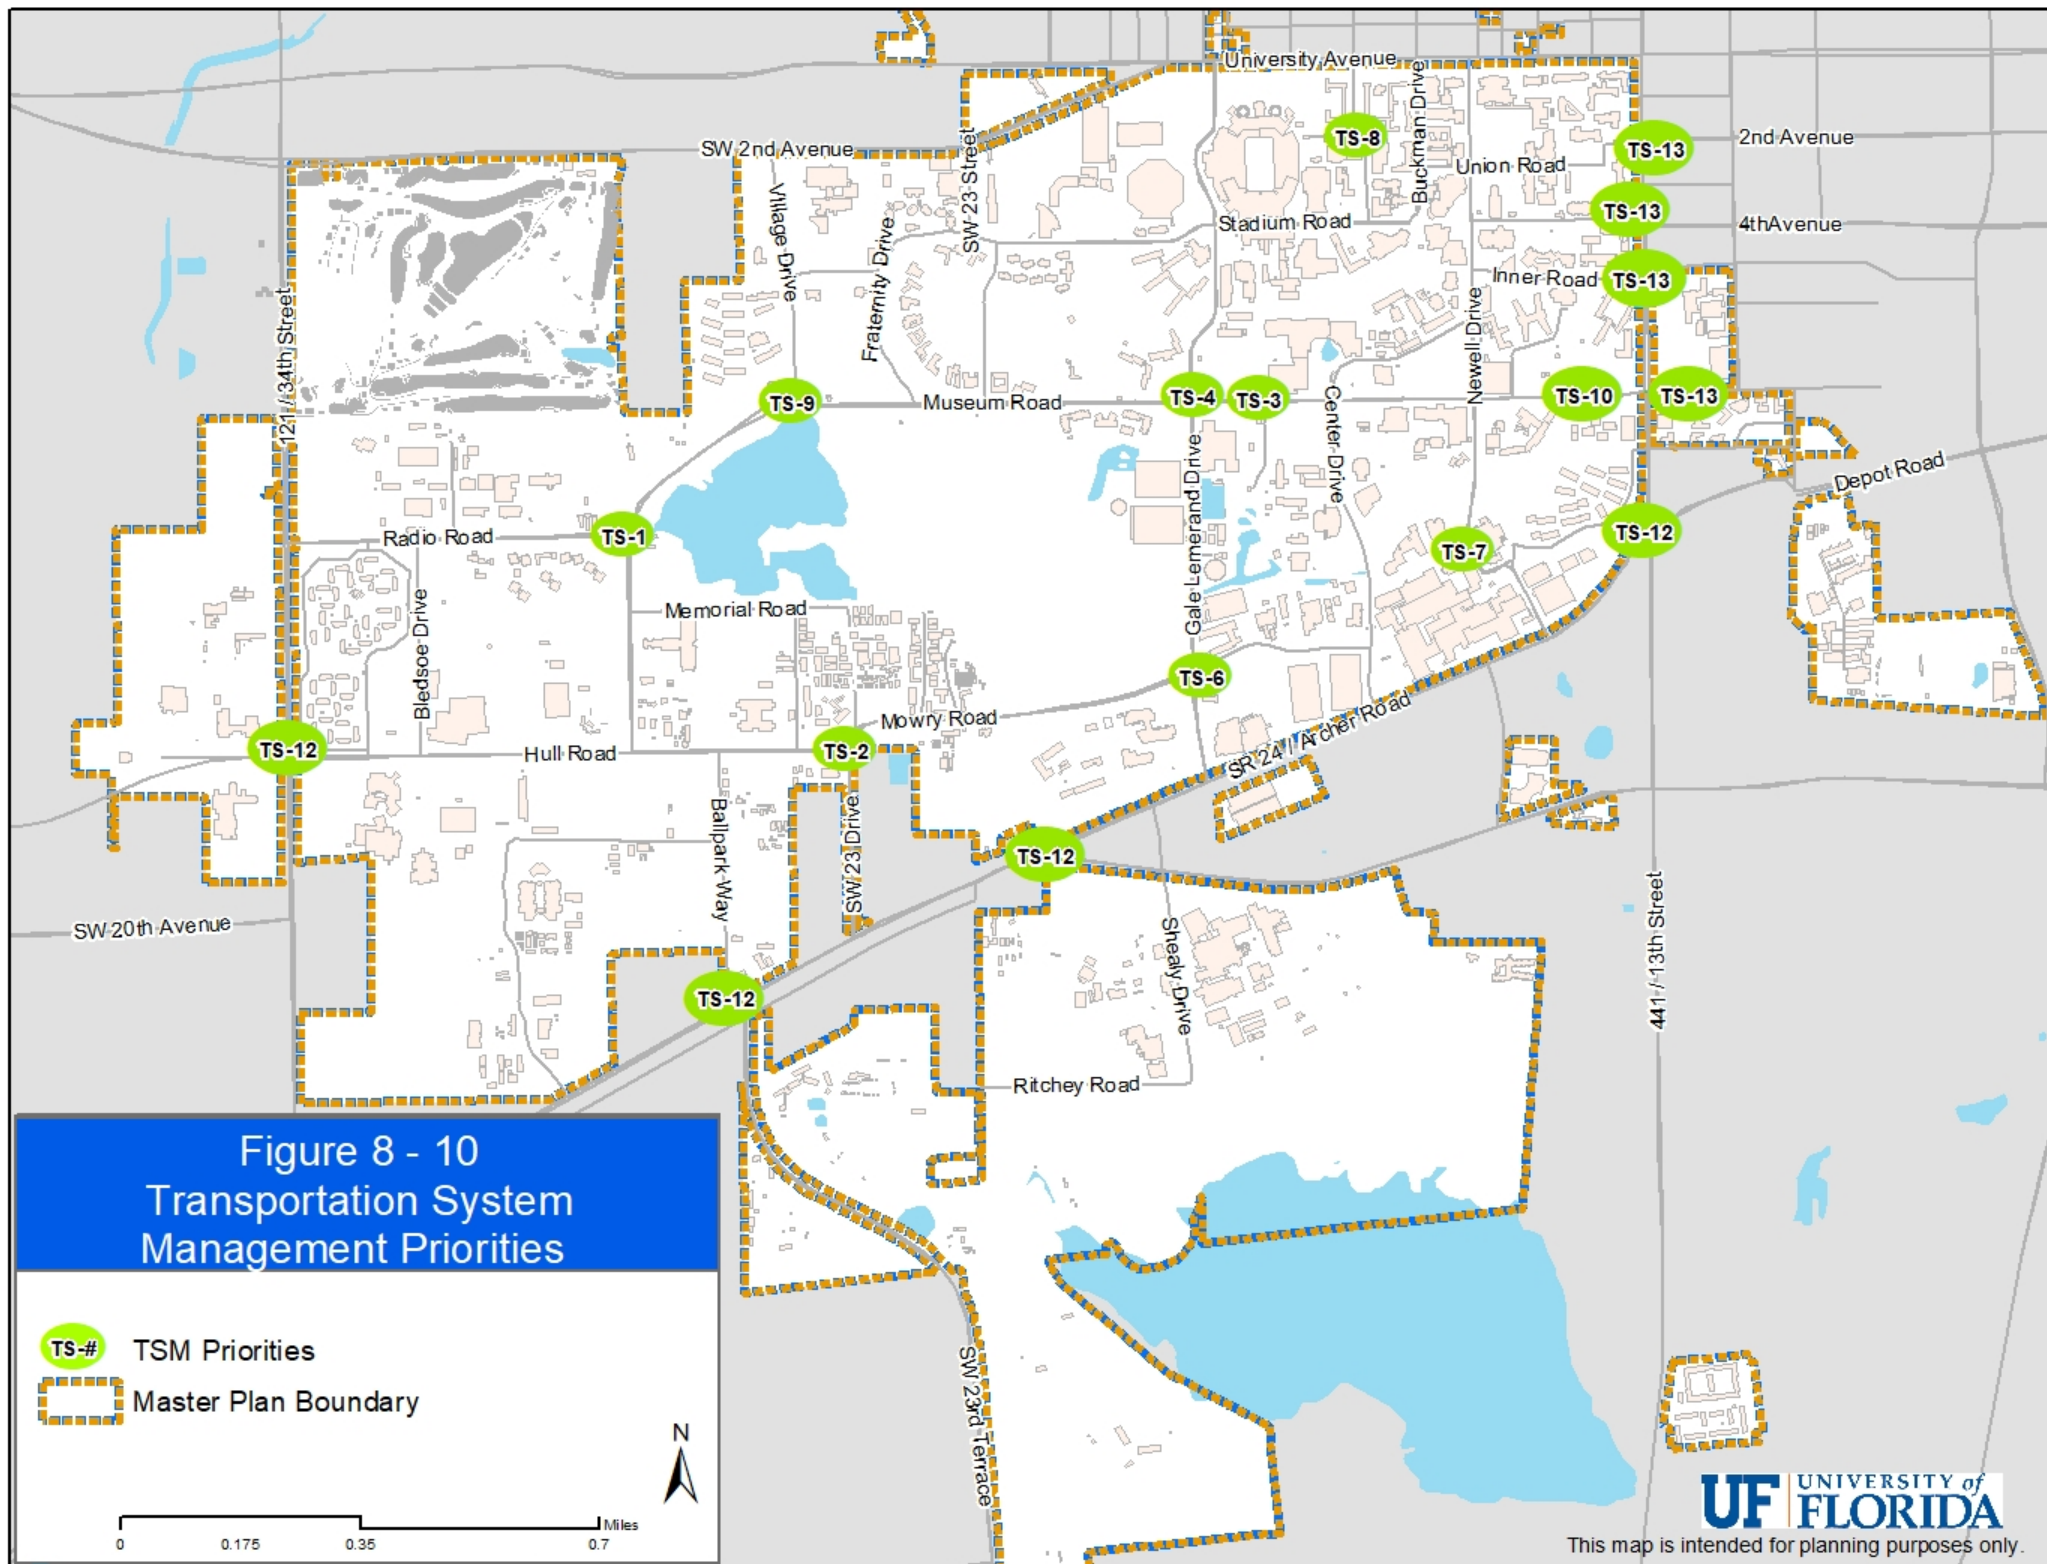 University Avenue
Buckman Drive
TS-8
TS-13
2nd Avenue
SW 2nd Avenue
SW 23 Street
Union Road
Village Drive
TS-13
Fraternity Drive
Stadium Road
4thAvenue
Inner Road
TS-13
121 / 34th Street
Newell Drive
TS-9
Museum Road
TS-4
TS-3
Center Drive
TS-10
TS-13
Gale Lemerand Drive
Depot Road
Radio Road
TS-1
TS-7
TS-12
Bledsoe Drive
Memorial Road
TS-6
Mowry Road
TS-12
Hull Road
TS-2
SR 24 / Archer Road
Ballpark Way
SW 23 Drive
TS-12
SW 20th Avenue
Shealy Drive
441 / 13th Street
TS-12
Ritchey Road
SW 23rd Terrace
Figure 8 - 10
Transportation System
Management Priorities
TS-# TSM Priorities
Master Plan Boundary
N
Miles
0 0.175 0.35 0.7
UF UNIVERSITY of
FLORIDA
This map is intended for planning purposes only.